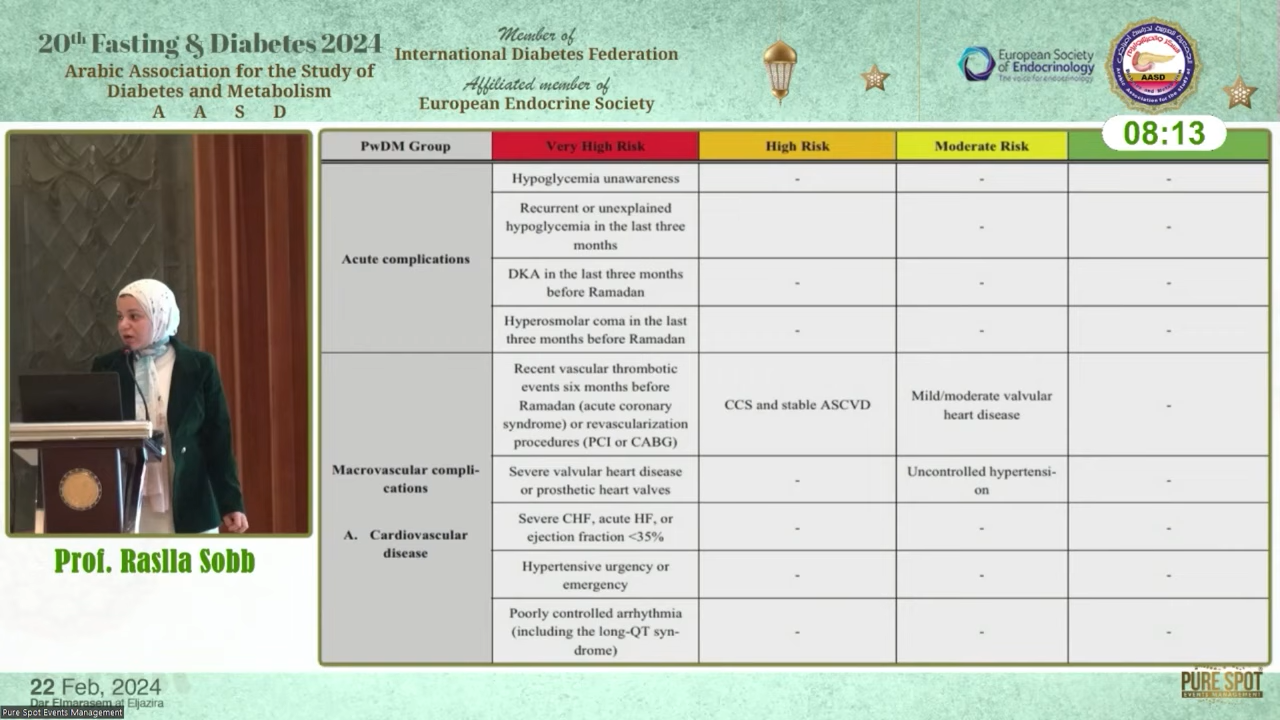 20th Fasting & Diabetes 2024
Arabic Association for the Study of
Diabetes and Metabolism
A A S D
Member of
International Diabetes Federation
Affiliated member of
European Endocrine Society
European Society
of Endocrinology
The voice for endocrinology
AASD
08:13
PwDM Group
Very High Risk
High Risk
Moderate Risk
Acute complications
Hypoglycemia unawareness
-
-
-
Recurrent or unexplained
hypoglycemia in the last three
months
-
-
DKA in the last three months
before Ramadan
-
-
-
Hyperosmolar coma in the last
three months before Ramadan
-
-
-
Macrovascular compli-
cations
A. Cardiovascular
disease
Recent vascular thrombotic
events six months before
Ramadan (acute coronary
syndrome) or revascularization
procedures (PCI or CABG)
CCS and stable ASCVD
Mild/moderate valvular
heart disease
-
Severe valvular heart disease
or prosthetic heart valves
-
Uncontrolled hypertensi-
on
-
Severe CHF, acute HF, or
ejection fraction <35%
-
-
-
Hypertensive urgency or
emergency
-
-
-
Poorly controlled arrhythmia
(including the long-QT syn-
drome)
-
-
-
Prof. Raslla Sobb
22 Feb, 2024
Dar Elmarasem at Eljazira
Pure Spot Events Management
PURE SPOT
EVENTS MANAGEMENT